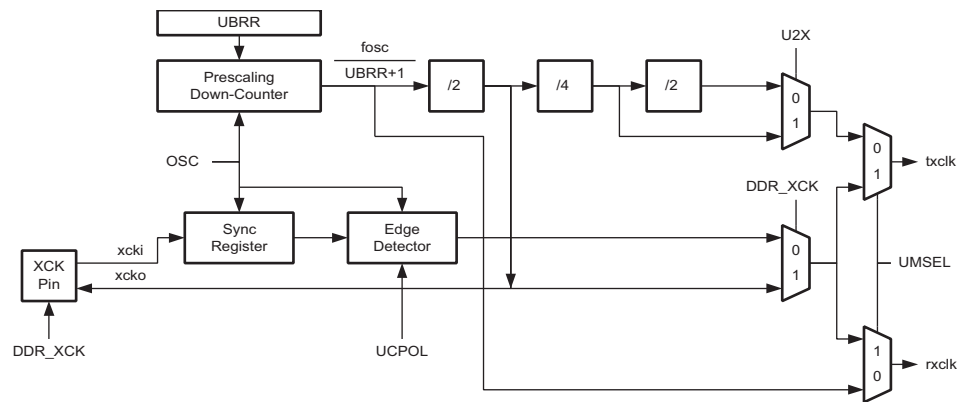 UBRR
fosc
U2X
Prescaling
Down-Counter
UBRR+1
/2
/4
/2
0
1
OSC
0
1
txclk
DDR_XCK
xcki
Sync
Register
Edge
Detector
0
1
XCK
Pin
xcko
UMSEL
DDR_XCK
UCPOL
1
0
rxclk